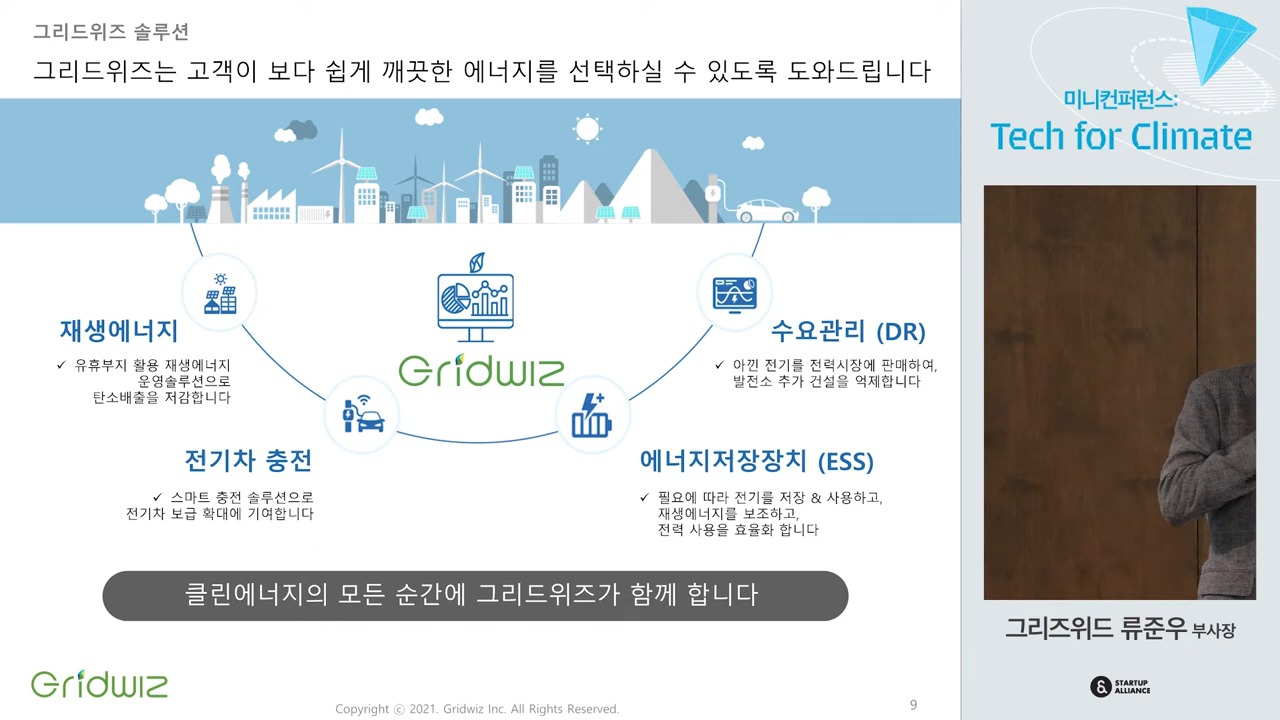 그리드위즈 솔루션
그리드위즈는 고객이 보다 쉽게 깨끗한 에너지를 선택하실 수 있도록 도와드립니다
재생에너지
✓ 유휴부지 활용 재생에너지
운영솔루션으로
탄소배출을 저감합니다
수요관리 (DR)
✓ 아낀 전기를 전력시장에 판매하여,
발전소 추가 건설을 억제합니다
Gridwiz
전기차 충전
✓ 스마트 충전 솔루션으로
전기차 보급 확대에 기여합니다
에너지저장장치 (ESS)
✓ 필요에 따라 전기를 저장 & 사용하고,
재생에너지를 보조하고,
전력 사용을 효율화 합니다
클린에너지의 모든 순간에 그리드위즈가 함께 합니다
Gridwiz
Copyright ⓒ 2021. Gridwiz Inc. All Rights Reserved.
9
미니컨퍼런스:
Tech for Climate
그리즈위드 류준우 부사장
&
STARTUP
ALLIANCE